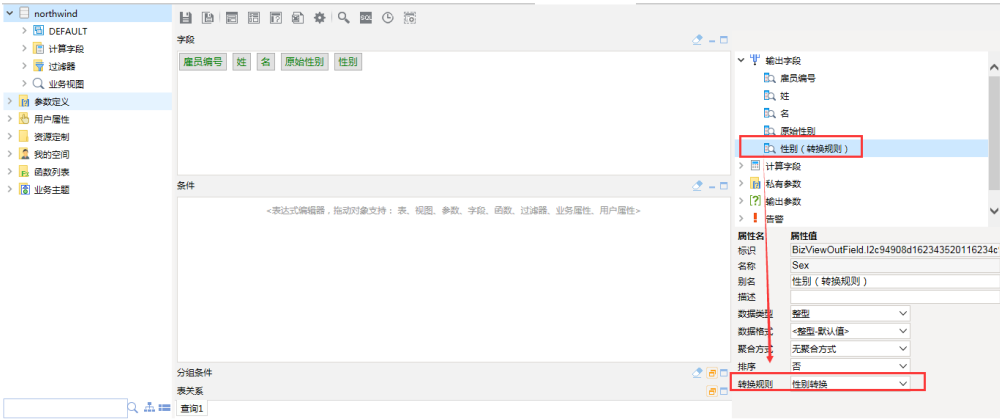 northwind
DEFAULT
计算字段
过滤器
业务视图
参数定义
用户属性
资源定制
我的空间
函数列表
业务主题
SQL
字段
雇员编号 姓 名 原始性别 性别
条件
<表达式编辑器，拖动对象支持： 表、视图、参数、字段、函数、过滤器、业务属性、用户属性>
分组条件
表关系
查询1
输出字段
雇员编号
姓
名
原始性别
性别（转换规则）
计算字段
私有参数
输出参数
告警
属性名 属性值
标识 BizViewOutField.I2c94908d162343520116234c
名称 Sex
别名 性别（转换规则）
描述
数据类型 整型
数据格式 <整型-默认值>
聚合方式 无聚合方式
排序 否
转换规则 性别转换